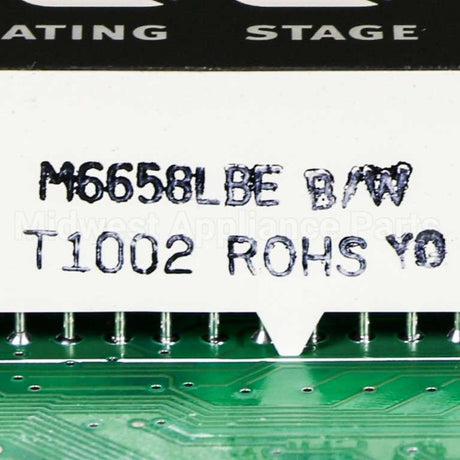 ATING STAGE
M6658LBE B/W
Midwest Appliance Parts
T1002 ROHS Y0